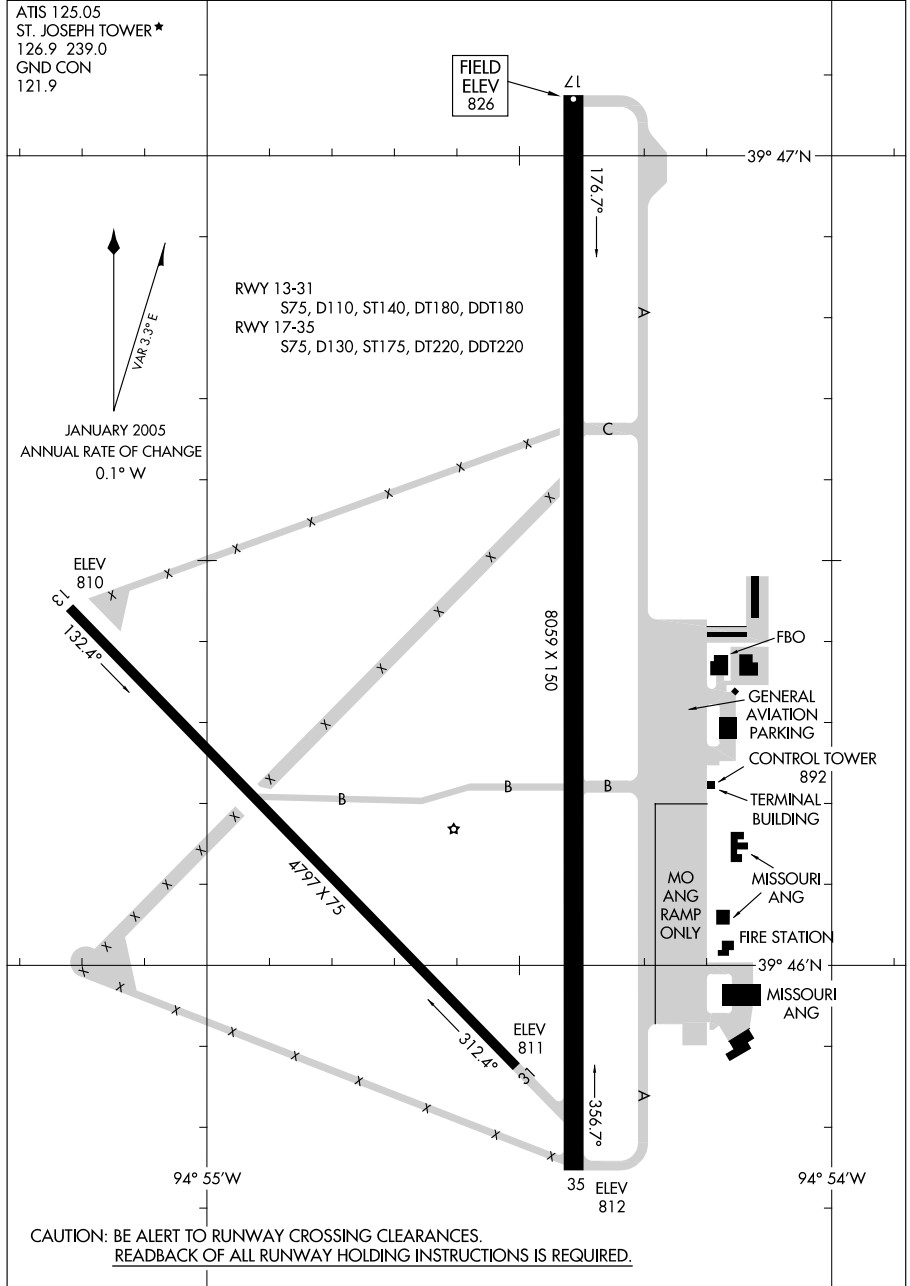 ATIS 125.05
ST. JOSEPH TOWER★
126.9 239.0
GND CON
121.9
FIELD
ELEV
826
17
39° 47'N
176.7°
VAR 3.3° E
RWY 13-31
S75, D110, ST140, DT180, DDT180
RWY 17-35
S75, D130, ST175, DT220, DDT220
A
JANUARY 2005
ANNUAL RATE OF CHANGE
0.1° W
C
X X X X X X X
X X X X X X
ELEV
810
13
132.4°
8059 X 150
FBO
GENERAL
AVIATION
PARKING
CONTROL TOWER
892
TERMINAL
BUILDING
B
B
B
X X X X X
4797 X 75
MO
ANG
RAMP
ONLY
MISSOURI
ANG
FIRE STATION
39° 46'N
MISSOURI
ANG
X X X X X X X X X
312.4°
ELEV
811
31
356.7°
A
94° 55'W
35
ELEV
812
94° 54'W
CAUTION: BE ALERT TO RUNWAY CROSSING CLEARANCES.
READBACK OF ALL RUNWAY HOLDING INSTRUCTIONS IS REQUIRED.